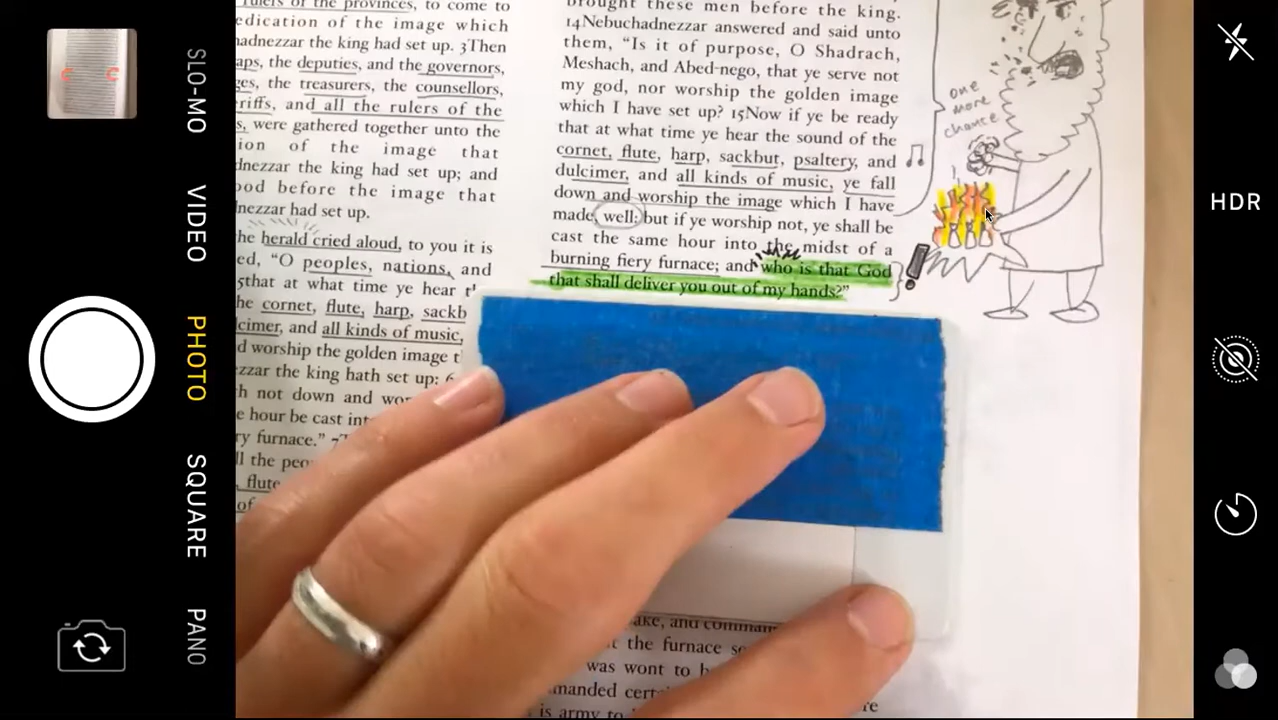 SLO-MO
VIDEO
PHOTO
SQUARE
PANO
HDR
rulers of the provinces, to come to
edication of the image which
adnezzar the king had set up. 3Then
aps, the deputies, and the governors,
ges, the treasurers, the counsellors,
riffs, and all the rulers of the
s, were gathered together unto the
ion of the image that
dnezzar the king had set up; and
ood before the image that
nezzar had set up.
he herald cried aloud, to you it is
ed, "O peoples, nations, and
5that at what time ye hear
he cornet, flute, harp, sackb
cimer, and all kinds of music,
d worship the golden image
zzar the king hath set up: 6
h not down and wor
e hour be cast int
ry furnace." 7T
ll the peo
, flute
of
brought these men before the king.
14Nebuchadnezzar answered and said unto
them, "Is it of purpose, O Shadrach,
Meshach, and Abed-nego, that ye serve not
my god, nor worship the golden image
which I have set up? 15Now if ye be ready
that at what time ye hear the sound of the
cornet, flute, harp, sackbut, psaltery, and
dulcimer, and all kinds of music, ye fall
down and worship the image which I have
made well: but if ye worship not, ye shall be
cast the same hour into the midst of a
burning fiery furnace; and who is that God
that shall deliver you out of my hands?"
one
more
chance
ake, and comman
the furnace se
was wont to h
manded cert
is army to
re